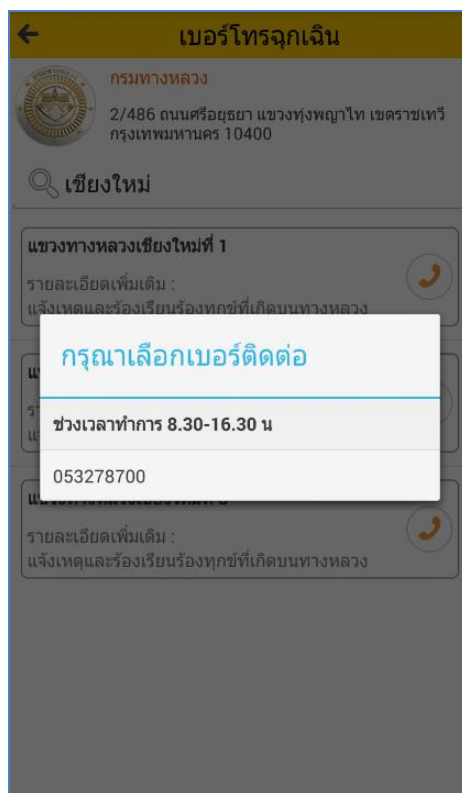 เบอร์โทรฉุกเฉิน
กรมทางหลวง
2/486 ถนนศรีอยุธยา แขวงทุ่งพญาไท เขตราชเทวี
กรุงเทพมหานคร 10400
เชียงใหม่
แขวงทางหลวงเชียงใหม่ที่ 1
รายละเอียดเพิ่มเติม :
แจ้งเหตุและร้องเรียนร้องทุกข์ที่เกิดบนทางหลวง
กรุณาเลือกเบอร์ติดต่อ
ช่วงเวลาทำการ 8.30-16.30 น
053278700
รายละเอียดเพิ่มเติม :
แจ้งเหตุและร้องเรียนร้องทุกข์ที่เกิดบนทางหลวง